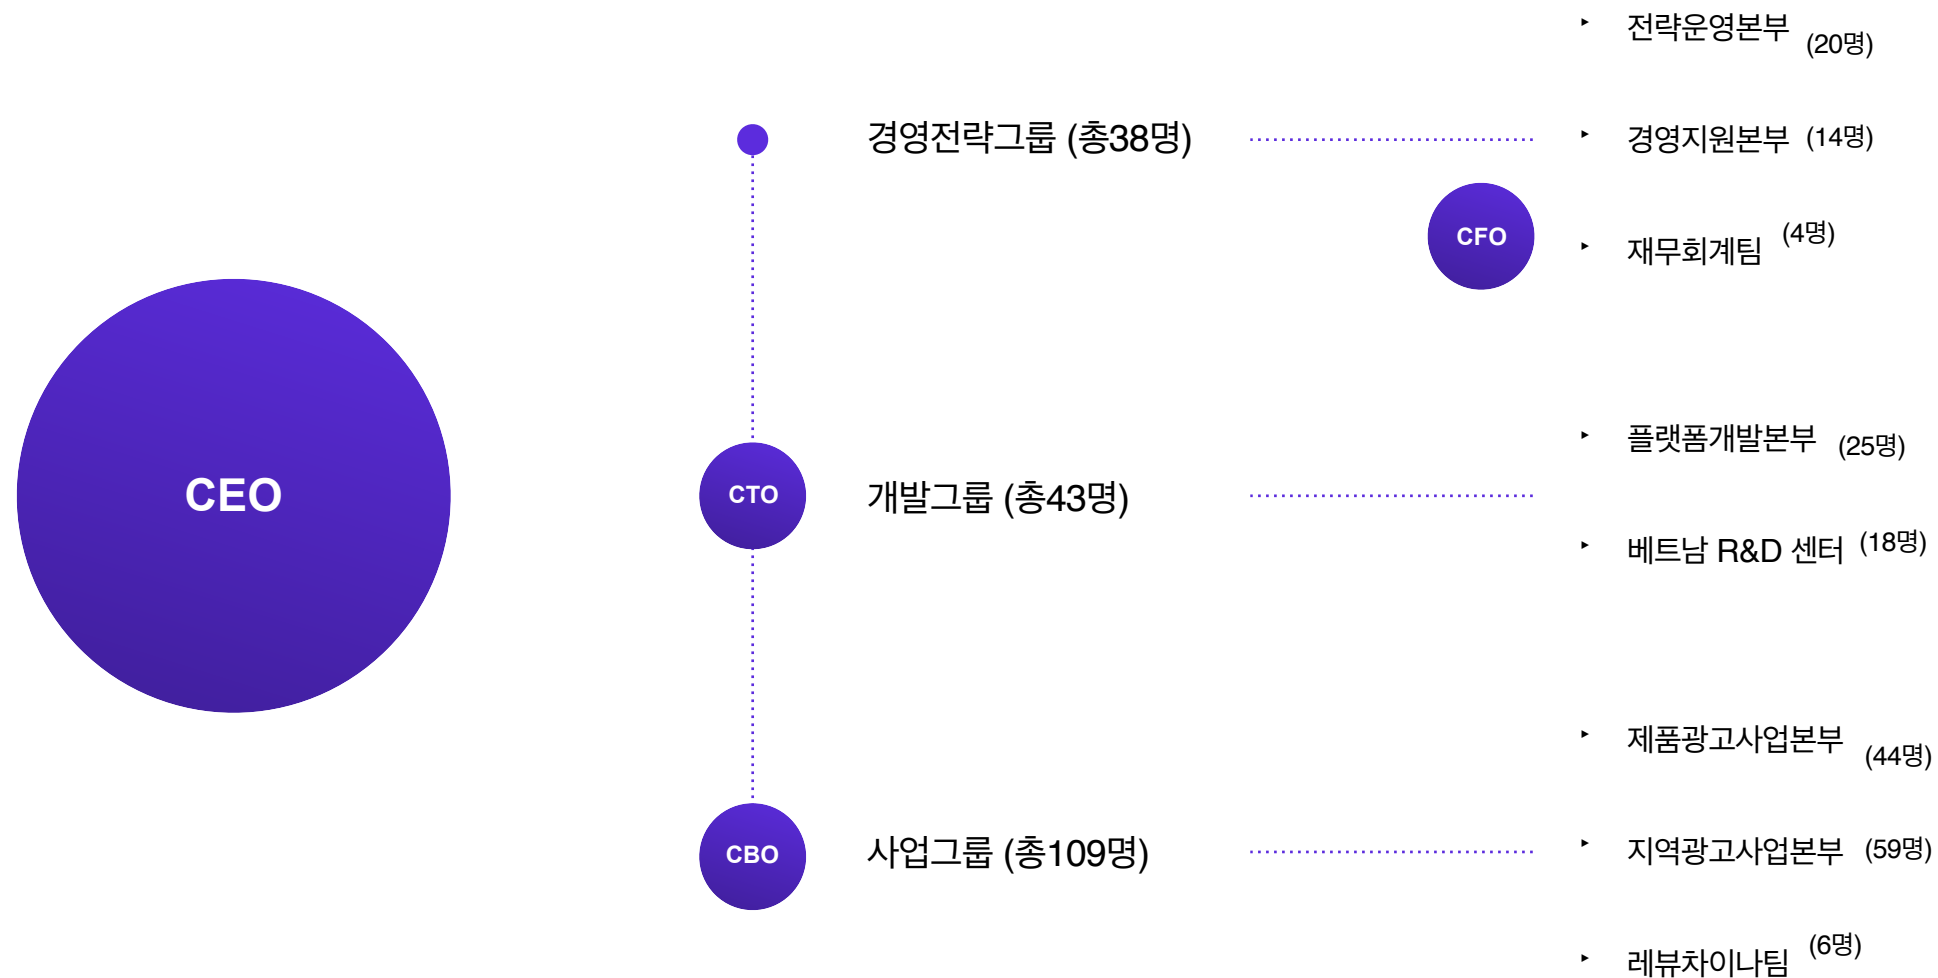 CEO
경영전략그룹 (총38명)
‣ 전략운영본부 (20명)
‣ 경영지원본부 (14명)
CFO
‣ 재무회계팀 (4명)
CTO
개발그룹 (총43명)
‣ 플랫폼개발본부 (25명)
‣ 베트남 R&D 센터 (18명)
CBO
사업그룹 (총109명)
‣ 제품광고사업본부 (44명)
‣ 지역광고사업본부 (59명)
‣ 레뷰차이나팀 (6명)